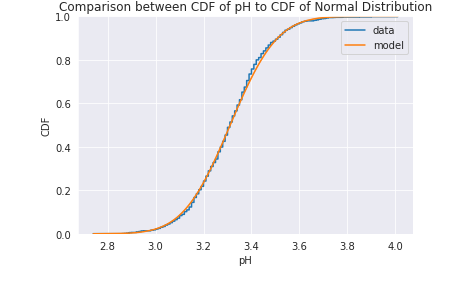 Comparison between CDF of pH to CDF of Normal Distribution
1.0
0.8
0.6
0.4
0.2
0.0
CDF
data
model
2.8 3.0 3.2 3.4 3.6 3.8 4.0
pH